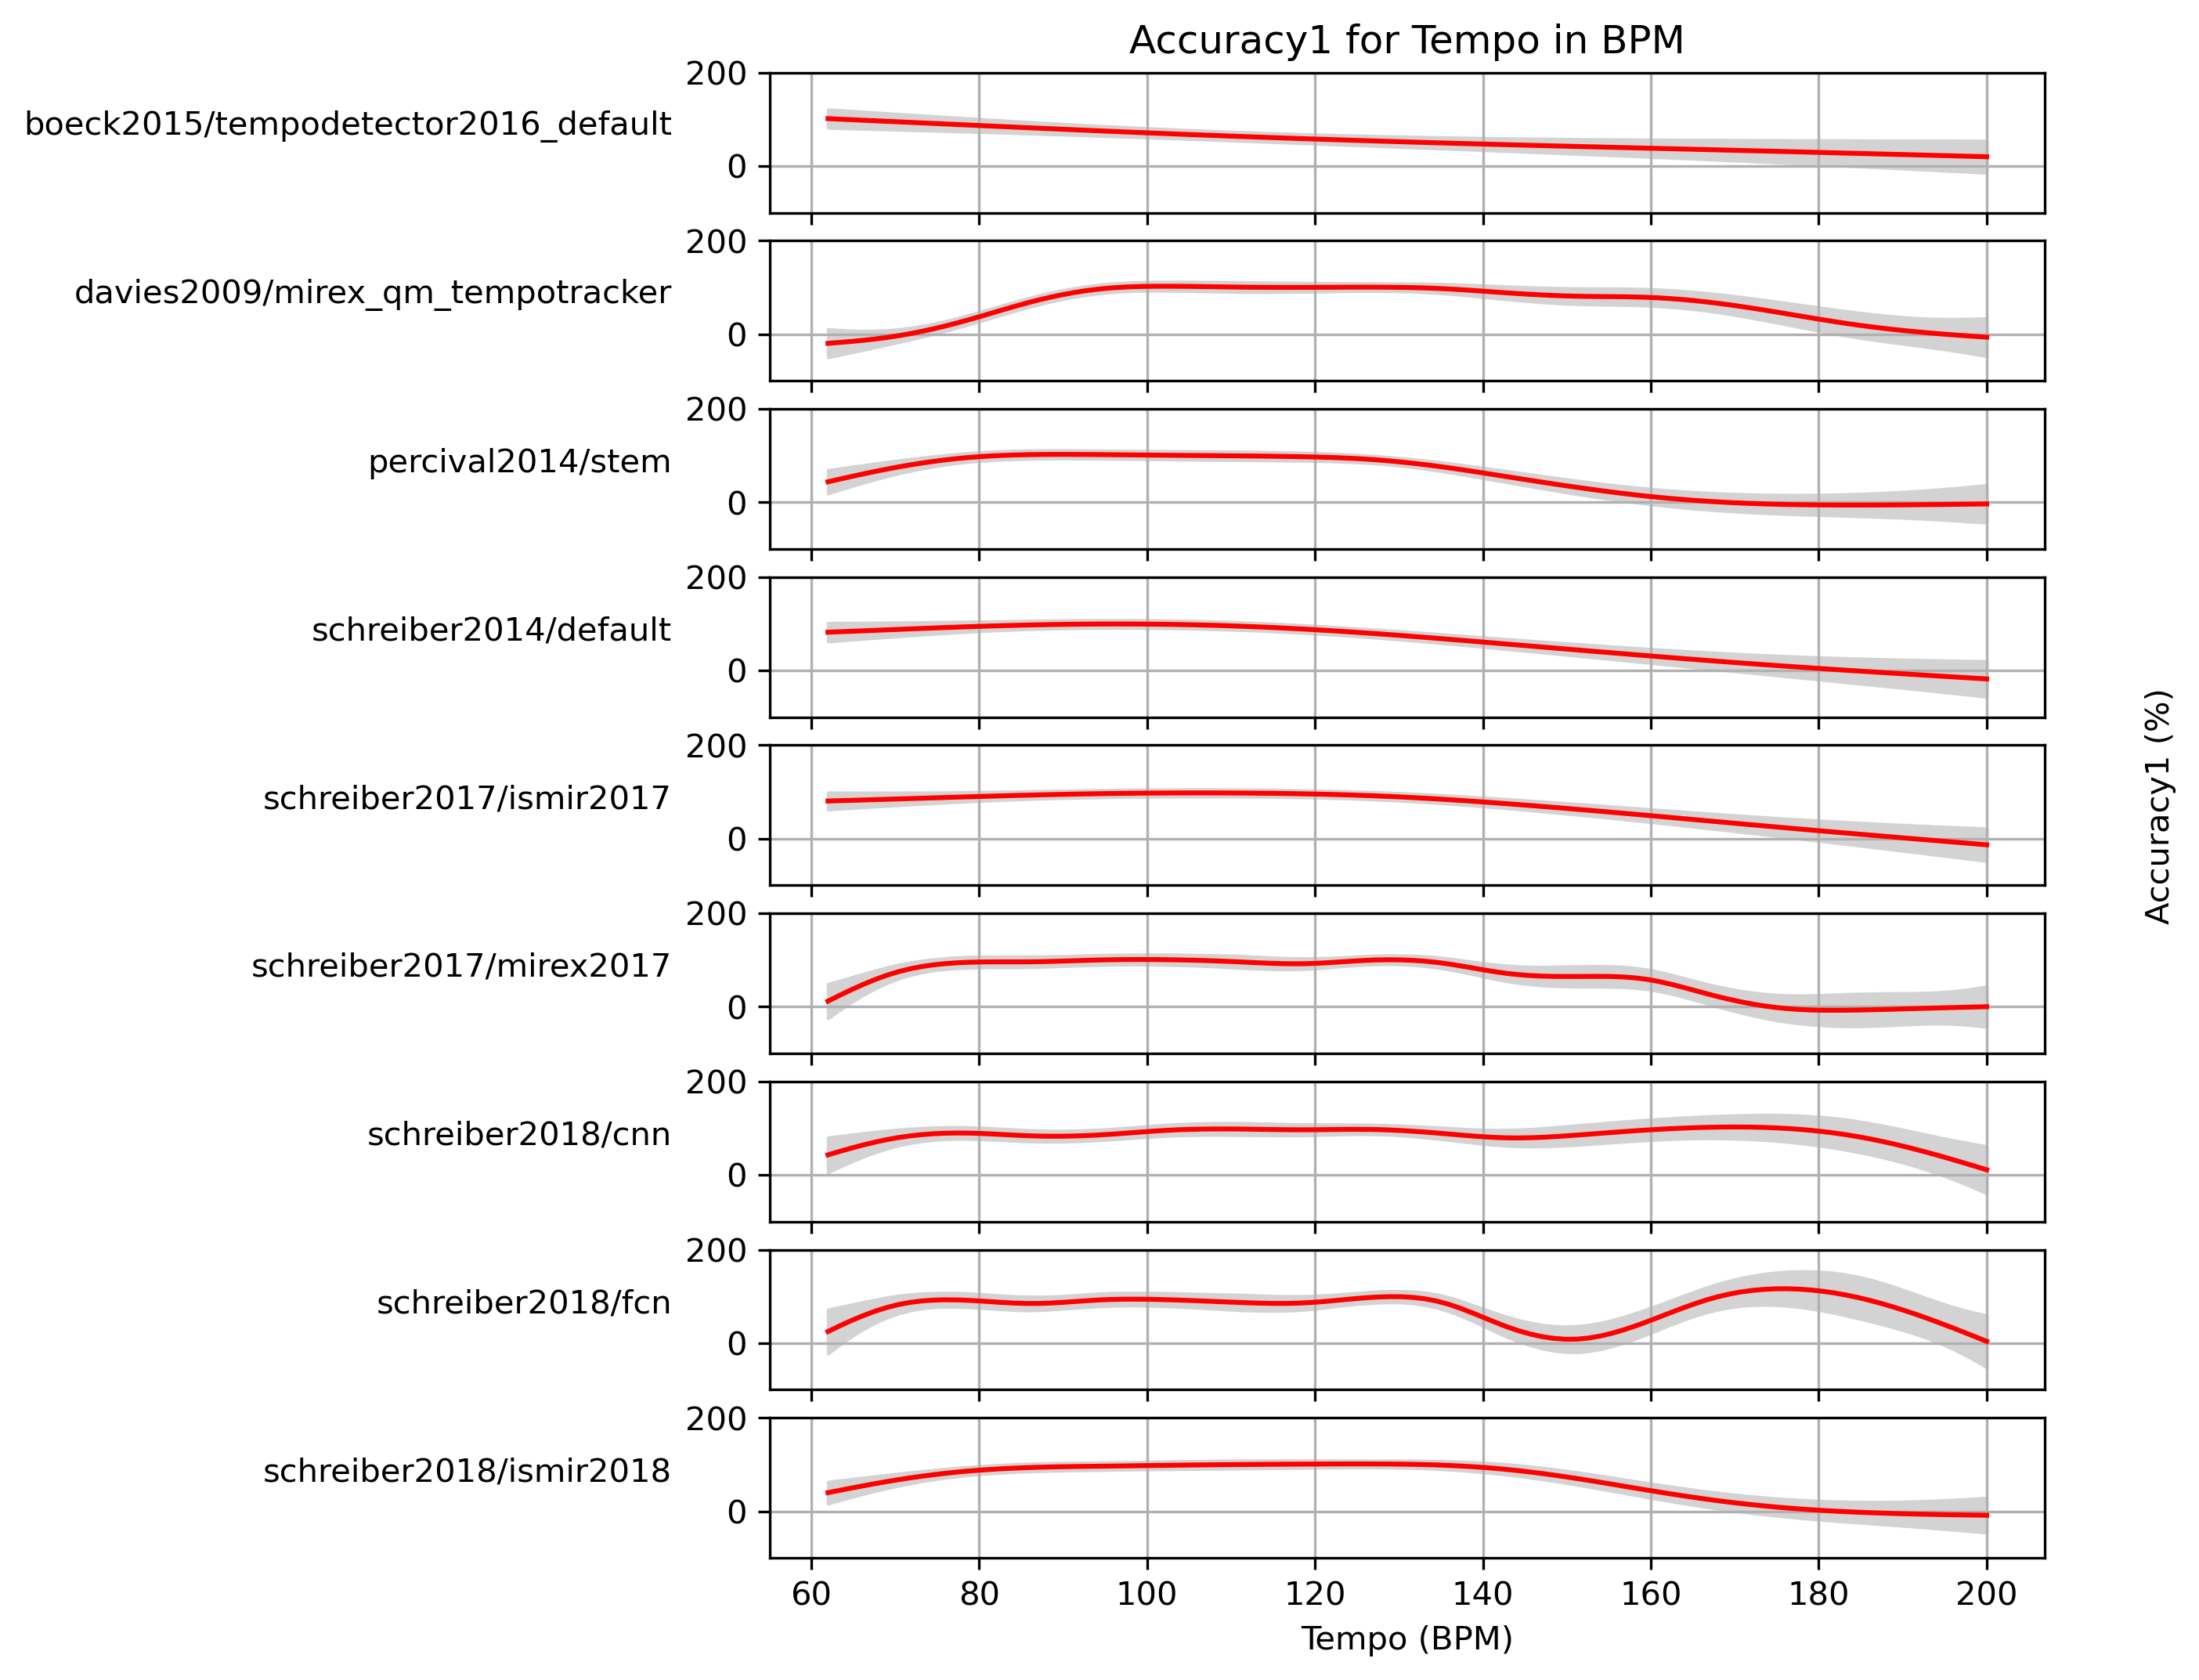 Accuracy1 for Tempo in BPM
200
boeck2015/tempodetector2016_default
0
200
davies2009/mirex_qm_tempotracker
0
200
percival2014/stem
0
200
schreiber2014/default
0
200
schreiber2017/ismir2017
0
200
schreiber2017/mirex2017
0
200
schreiber2018/cnn
0
200
schreiber2018/fcn
0
200
schreiber2018/ismir2018
0
60 80 100 120 140 160 180 200
Tempo (BPM)
Accuracy1 (%)